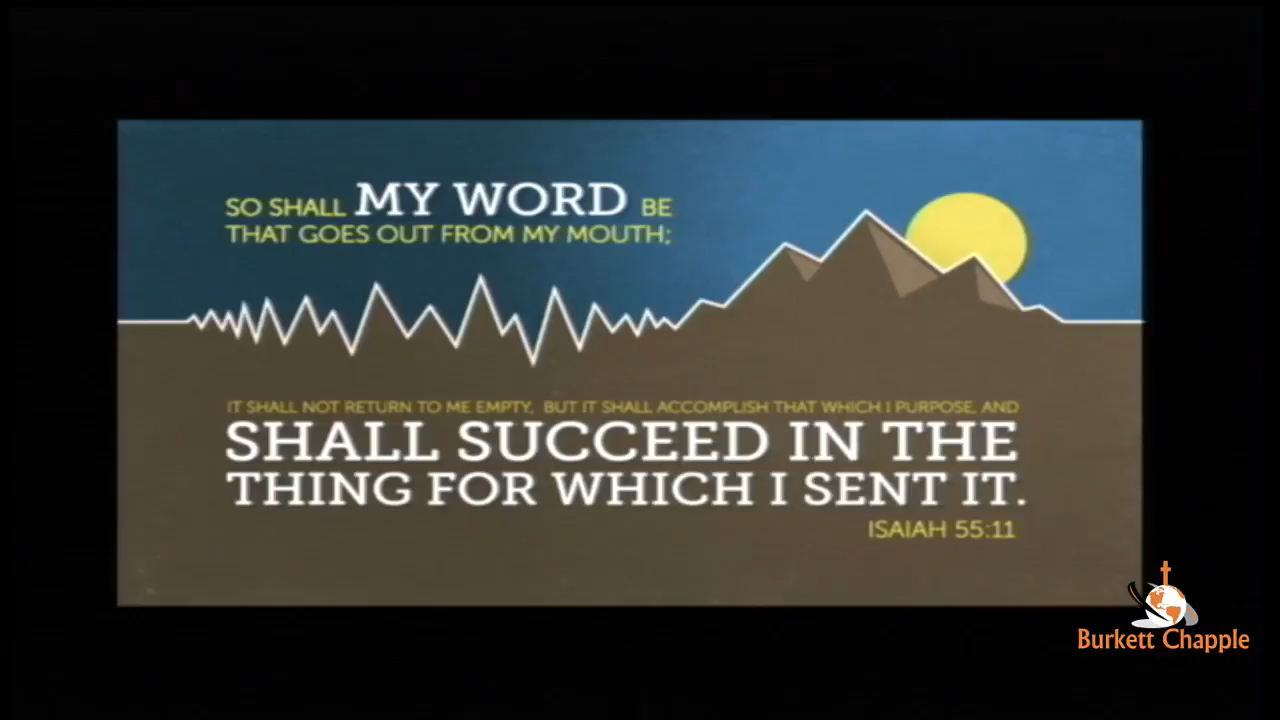 SO SHALL MY WORD BE
THAT GOES OUT FROM MY MOUTH;
IT SHALL NOT RETURN TO ME EMPTY, BUT IT SHALL ACCOMPLISH THAT WHICH I PURPOSE, AND
SHALL SUCCEED IN THE
THING FOR WHICH I SENT IT.
ISAIAH 55:11
Burkett Chapple